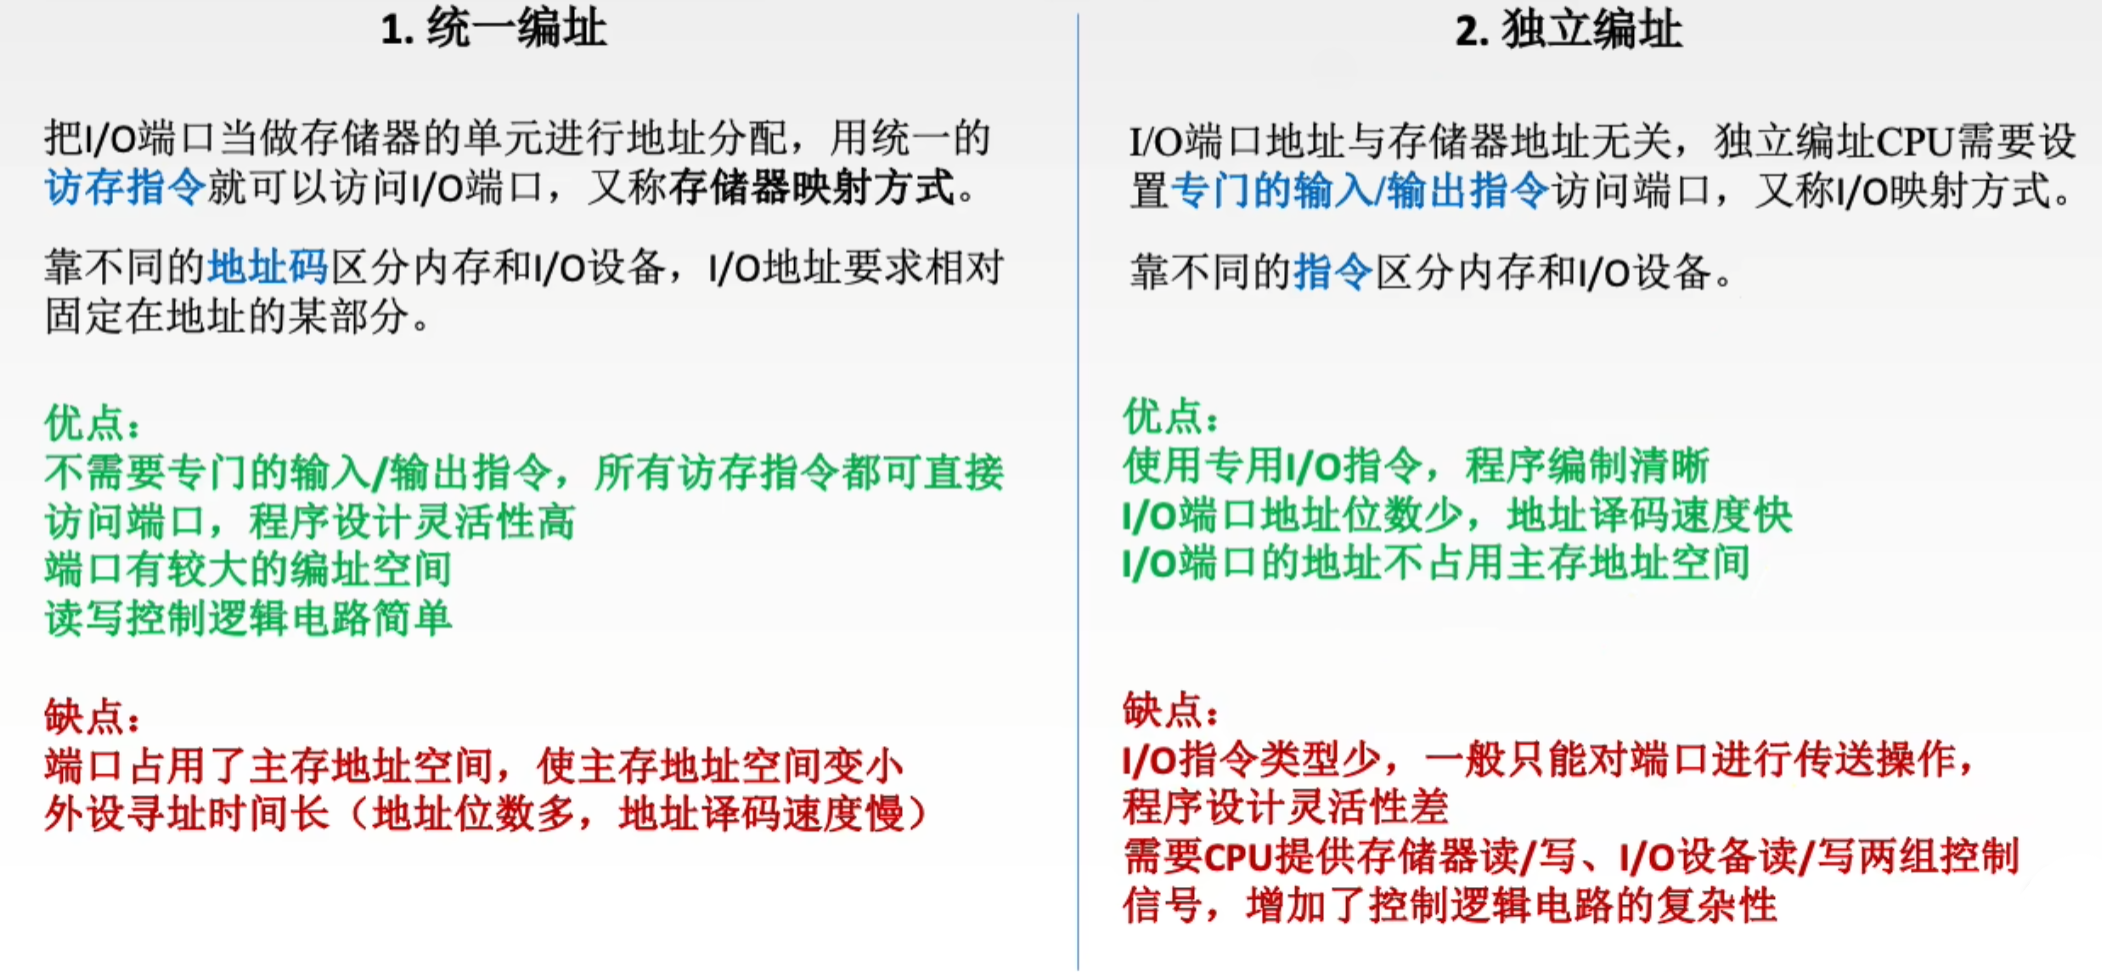 1. 统一编址
把I/O端口当做存储器的单元进行地址分配，用统一的
访存指令就可以访问I/O端口，又称存储器映射方式。
靠不同的地址码区分内存和I/O设备，I/O地址要求相对
固定在地址的某部分。
优点：
不需要专门的输入/输出指令，所有访存指令都可直接
访问端口，程序设计灵活性高
端口有较大的编址空间
读写控制逻辑电路简单
缺点：
端口占用了主存地址空间，使主存地址空间变小
外设寻址时间长（地址位数多，地址译码速度慢）
2. 独立编址
I/O端口地址与存储器地址无关，独立编址CPU需要设
置专门的输入/输出指令访问端口，又称I/O映射方式。
靠不同的指令区分内存和I/O设备。
优点：
使用专用I/O指令，程序编制清晰
I/O端口地址位数少，地址译码速度快
I/O端口的地址不占用主存地址空间
缺点：
I/O指令类型少，一般只能对端口进行传送操作，
程序设计灵活性差
需要CPU提供存储器读/写、I/O设备读/写两组控制
信号，增加了控制逻辑电路的复杂性